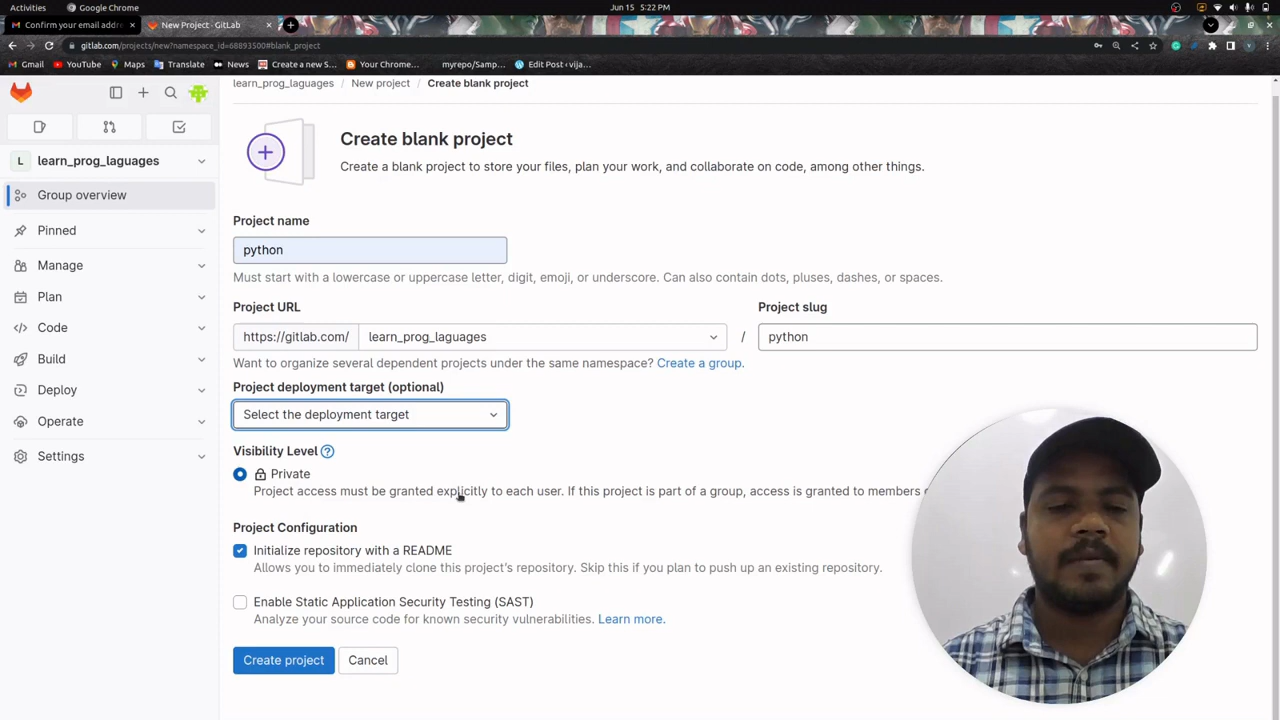 Activities
Google Chrome
Jun 15 5:22 PM
Confirm your email addre
New Project · GitLab
gitlab.com/projects/new?namespace_id=68893500#blank_project
Gmail
YouTube
Maps
Translate
News
Create a new S...
Your Chrome...
myrepo/Samp...
Edit Post ‹ vija...
learn_prog_laguages / New project / Create blank project
L learn_prog_laguages
Group overview
Pinned
Manage
Plan
Code
Build
Deploy
Operate
Settings
Create blank project
Create a blank project to store your files, plan your work, and collaborate on code, among other things.
Project name
python
Must start with a lowercase or uppercase letter, digit, emoji, or underscore. Can also contain dots, pluses, dashes, or spaces.
Project URL
Project slug
https://gitlab.com/ learn_prog_laguages / python
Want to organize several dependent projects under the same namespace? Create a group.
Project deployment target (optional)
Select the deployment target
Visibility Level
Private
Project access must be granted explicitly to each user. If this project is part of a group, access is granted to members
Project Configuration
Initialize repository with a README
Allows you to immediately clone this project's repository. Skip this if you plan to push up an existing repository.
Enable Static Application Security Testing (SAST)
Analyze your source code for known security vulnerabilities. Learn more.
Create project
Cancel